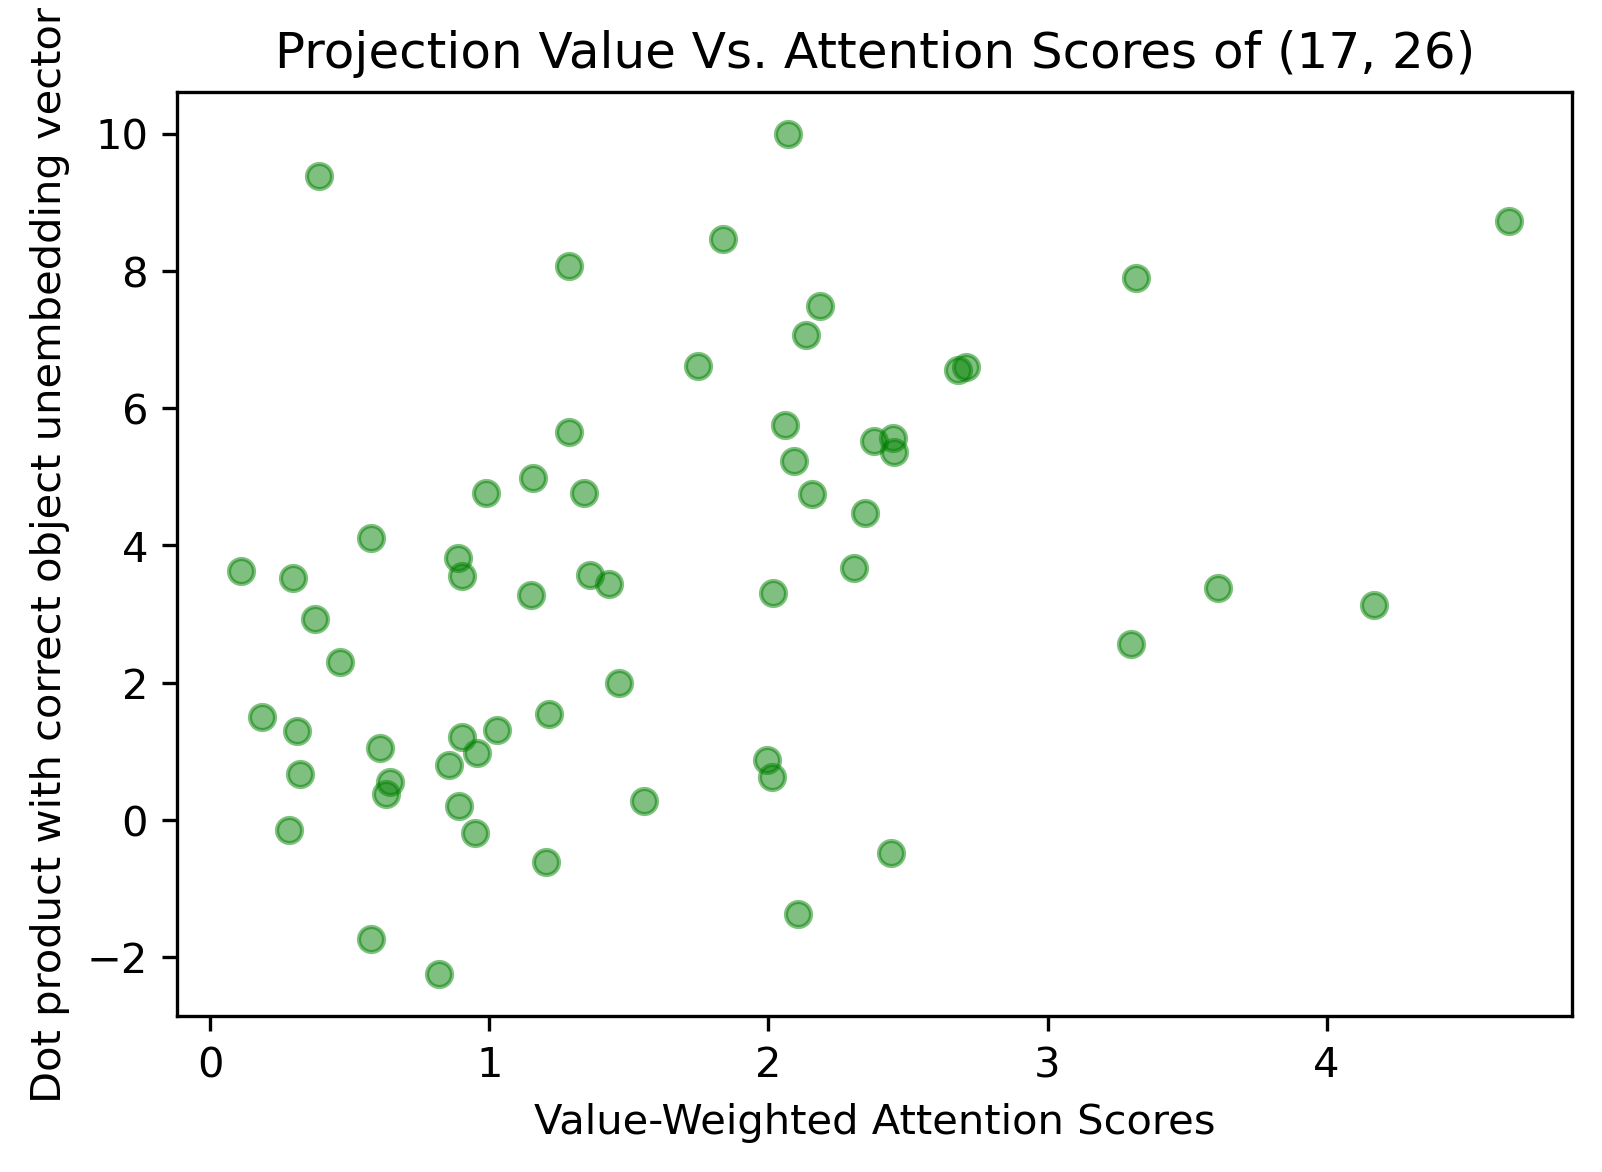 Projection Value Vs. Attention Scores of (17, 26)
Dot product with correct object unembedding vector
10
8
6
4
2
0
−2
0 1 2 3 4
Value-Weighted Attention Scores